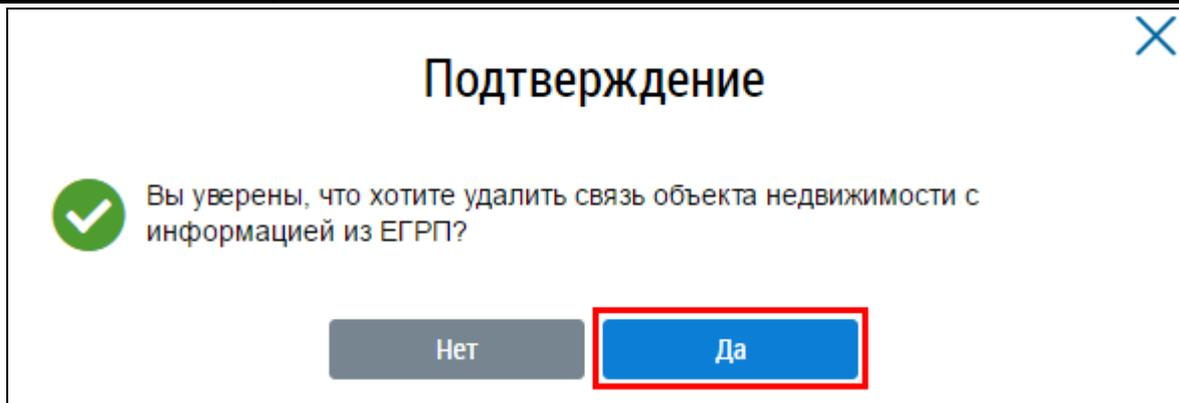 Подтверждение
Вы уверены, что хотите удалить связь объекта недвижимости с
информацией из ЕГРП?
Нет
Да